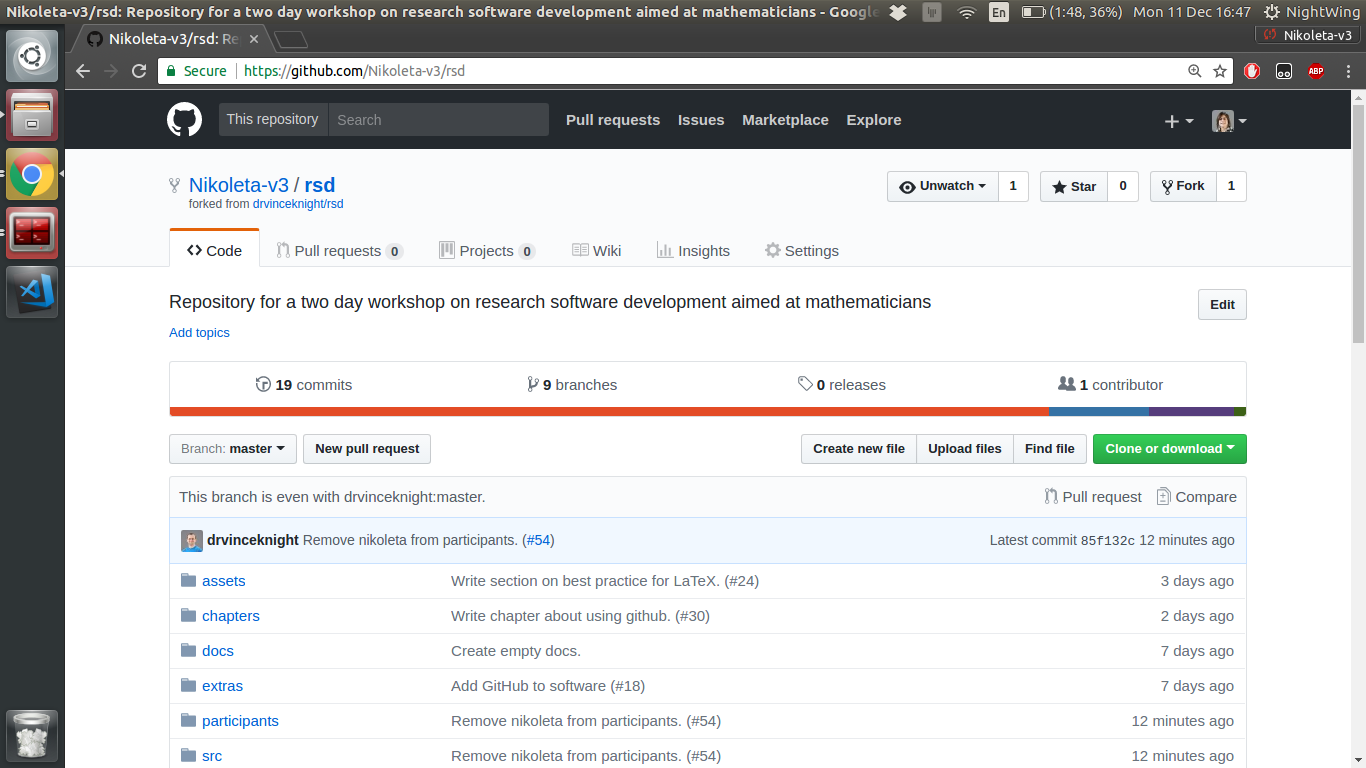 Nikoleta-v3/rsd: Repository for a two day workshop on research software development aimed at mathematicians - Google
En (1:48, 36%) Mon 11 Dec 16:47 NightWing
Nikoleta-v3/rsd: Re
Nikoleta-v3
Secure https://github.com/Nikoleta-v3/rsd
ABP
This repository Search Pull requests Issues Marketplace Explore
Nikoleta-v3 / rsd
forked from drvinceknight/rsd
Unwatch 1 Star 0 Fork 1
Code Pull requests 0 Projects 0 Wiki Insights Settings
Repository for a two day workshop on research software development aimed at mathematicians
Edit
Add topics
19 commits 9 branches 0 releases 1 contributor
Branch: master New pull request Create new file Upload files Find file Clone or download
This branch is even with drvinceknight:master. Pull request Compare
drvinceknight Remove nikoleta from participants. (#54) Latest commit 85f132c 12 minutes ago
assets Write section on best practice for LaTeX. (#24) 3 days ago
chapters Write chapter about using github. (#30) 2 days ago
docs Create empty docs. 7 days ago
extras Add GitHub to software (#18) 7 days ago
participants Remove nikoleta from participants. (#54) 12 minutes ago
src Remove nikoleta from participants. (#54) 12 minutes ago